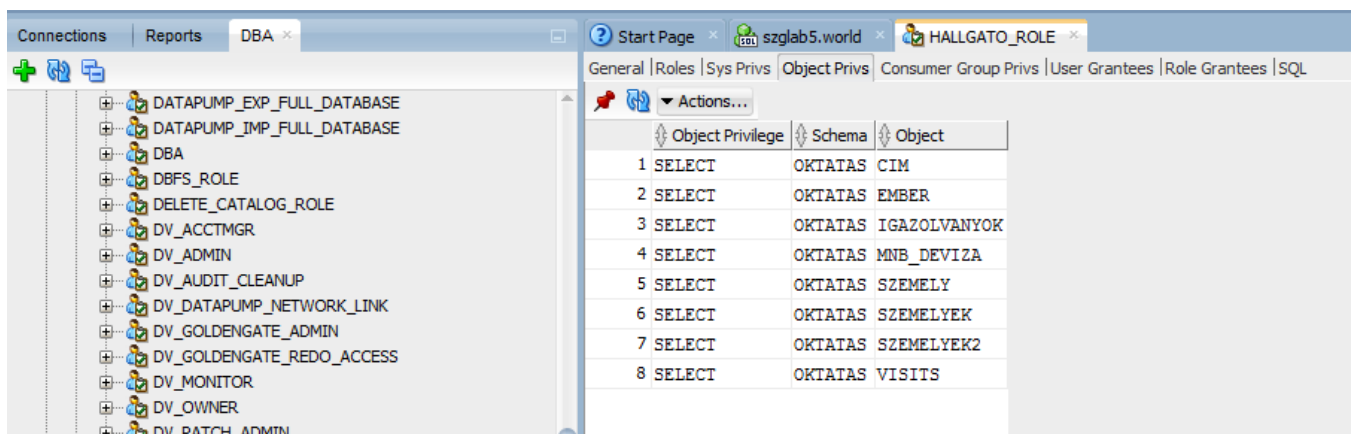 Connections Reports DBA
DATAPUMP_EXP_FULL_DATABASE
DATAPUMP_IMP_FULL_DATABASE
DBA
DBFS_ROLE
DELETE_CATALOG_ROLE
DV_ACCTMGR
DV_ADMIN
DV_AUDIT_CLEANUP
DV_DATAPUMP_NETWORK_LINK
DV_GOLDENGATE_ADMIN
DV_GOLDENGATE_REDO_ACCESS
DV_MONITOR
DV_OWNER
DV_PATCH_ADMIN
Start Page szglab5.world HALLGATO_ROLE
General |Roles |Sys Privs |Object Privs |Consumer Group Privs |User Grantees |Role Grantees |SQL
Actions...
Object Privilege Schema Object
1 SELECT OKTATAS CIM
2 SELECT OKTATAS EMBER
3 SELECT OKTATAS IGAZOLVANYOK
4 SELECT OKTATAS MNB_DEVIZA
5 SELECT OKTATAS SZEMELY
6 SELECT OKTATAS SZEMELYEK
7 SELECT OKTATAS SZEMELYEK2
8 SELECT OKTATAS VISITS